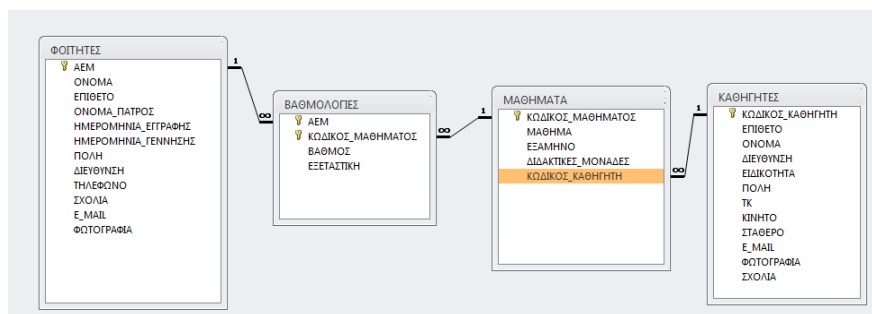 ΦΟΙΤΗΤΕΣ
ΑΕΜ
ΟΝΟΜΑ
ΕΠΙΘΕΤΟ
ΟΝΟΜΑ_ΠΑΤΡΟΣ
ΗΜΕΡΟΜΗΝΙΑ_ΕΓΓΡΑΦΗΣ
ΗΜΕΡΟΜΗΝΙΑ_ΓΕΝΝΗΣΗΣ
ΠΟΛΗ
ΔΙΕΥΘΥΝΣΗ
ΤΗΛΕΦΩΝΟ
ΣΧΟΛΙΑ
E_MAIL
ΦΩΤΟΓΡΑΦΙΑ
1
∞
ΒΑΘΜΟΛΟΓΙΕΣ
ΑΕΜ
ΚΩΔΙΚΟΣ_ΜΑΘΗΜΑΤΟΣ
ΒΑΘΜΟΣ
ΕΞΕΤΑΣΤΙΚΗ
∞
1
ΜΑΘΗΜΑΤΑ
ΚΩΔΙΚΟΣ_ΜΑΘΗΜΑΤΟΣ
ΜΑΘΗΜΑ
ΕΞΑΜΗΝΟ
ΔΙΔΑΚΤΙΚΕΣ_ΜΟΝΑΔΕΣ
ΚΩΔΙΚΟΣ_ΚΑΘΗΓΗΤΗ
∞
1
ΚΑΘΗΓΗΤΕΣ
ΚΩΔΙΚΟΣ_ΚΑΘΗΓΗΤΗ
ΕΠΙΘΕΤΟ
ΟΝΟΜΑ
ΔΙΕΥΘΥΝΣΗ
ΕΙΔΙΚΟΤΗΤΑ
ΠΟΛΗ
ΤΚ
ΚΙΝΗΤΟ
ΣΤΑΘΕΡΟ
E_MAIL
ΦΩΤΟΓΡΑΦΙΑ
ΣΧΟΛΙΑ